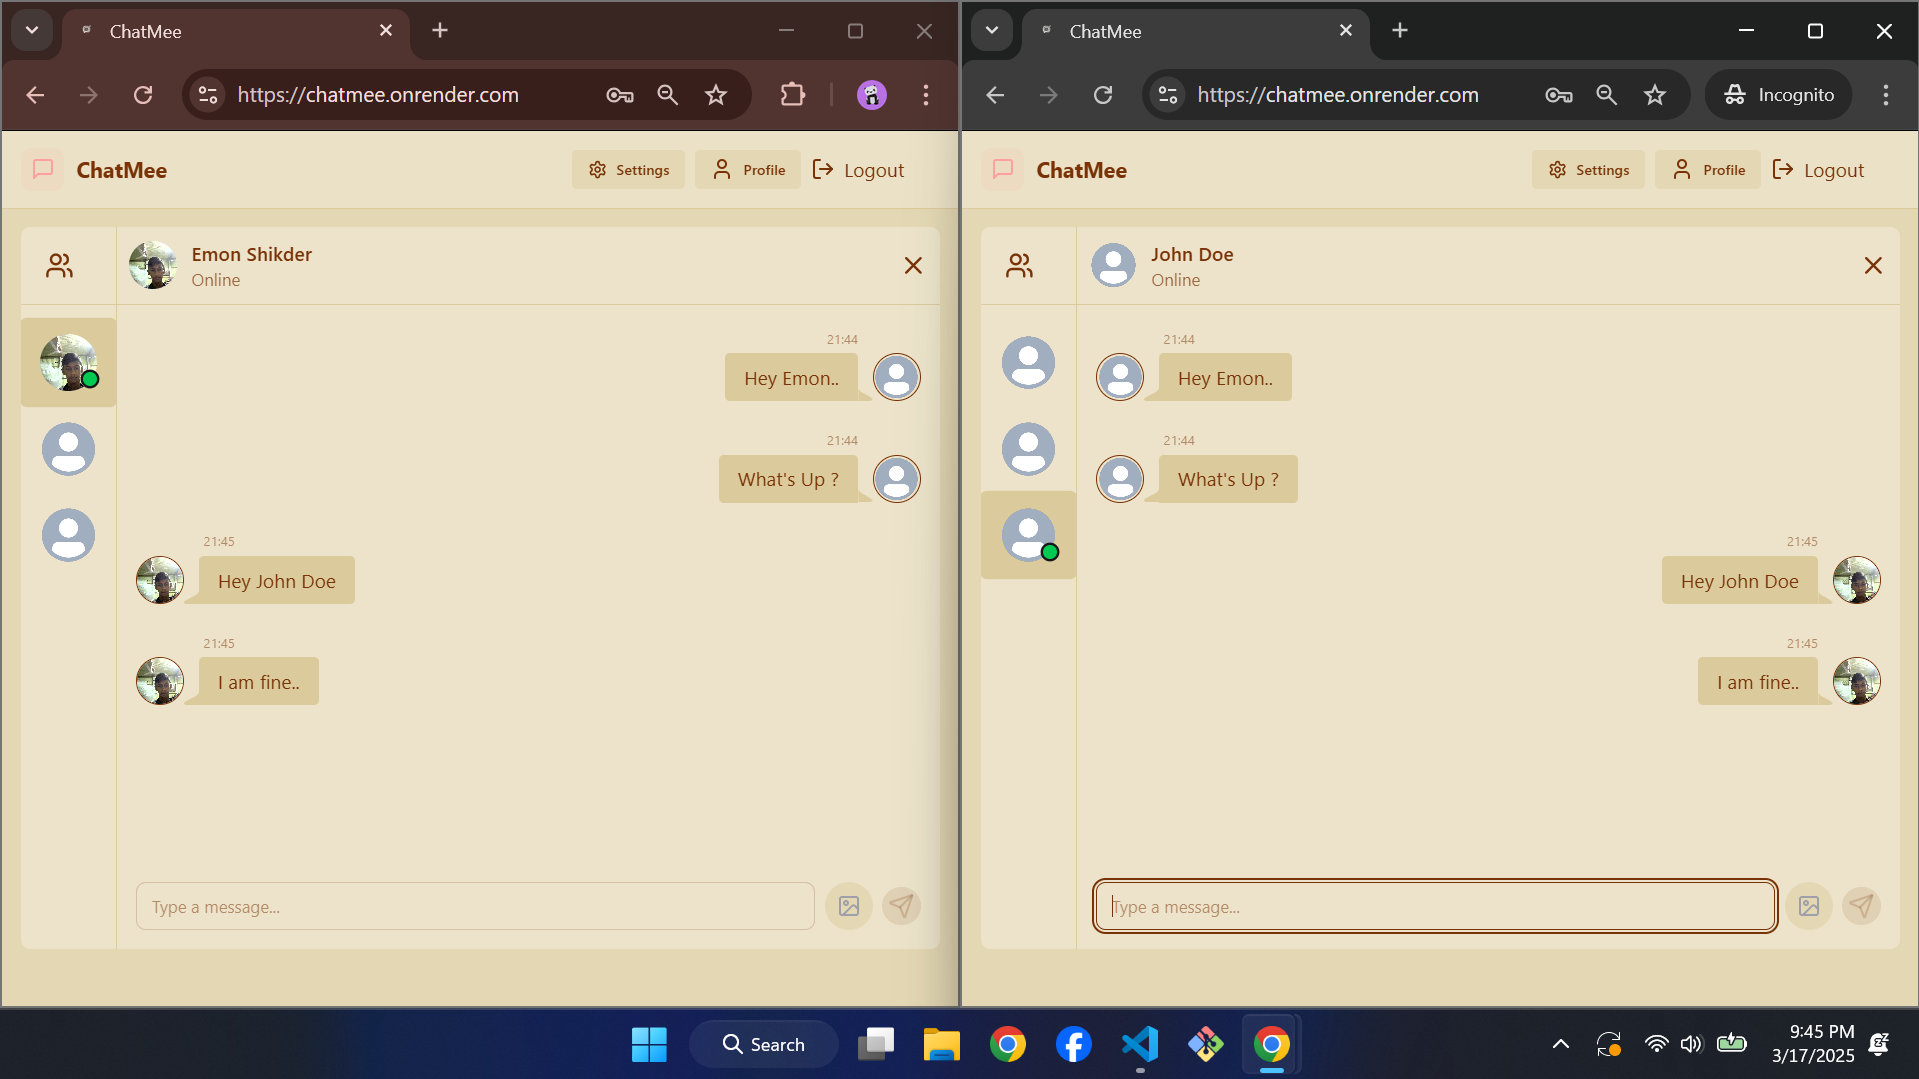 ChatMee
https://chatmee.onrender.com
ChatMee
Settings
Profile
Logout
Emon Shikder
Online
21:44
Hey Emon..
21:44
What's Up ?
21:45
Hey John Doe
21:45
I am fine..
Type a message...
ChatMee
https://chatmee.onrender.com
Incognito
ChatMee
Settings
Profile
Logout
John Doe
Online
21:44
Hey Emon..
21:44
What's Up ?
21:45
Hey John Doe
21:45
I am fine..
Type a message...
Search
9:45 PM
3/17/2025